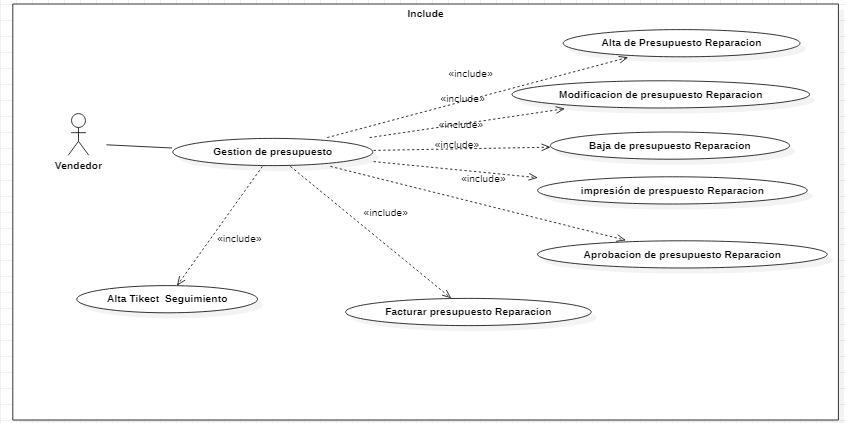 Include
Alta de Presupuesto Reparacion
«include»
Modificacion de presupuesto Reparacion
«include»
«include»
Baja de presupuesto Reparacion
«include»
Gestion de presupuesto
Vendedor
«include»
impresión de prespuesto Reparacion
«include»
«include»
Aprobacion de presupuesto Reparacion
Alta Tikect Seguimiento
Facturar presupuesto Reparacion